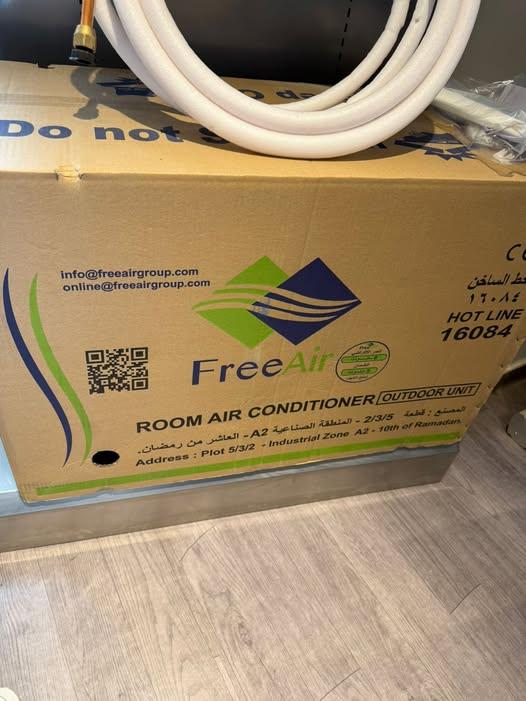 Do not
info@freeairgroup.com
online@freeairgroup.com
FreeAir
الخط الساخن
١٦٠٨٤
HOT LINE
16084
ROOM AIR CONDITIONER OUTDOOR UNIT
المصنع : قطعة 2/3/5 - المنطقة الصناعية A2 - العاشر من رمضان.
Address : Plot 5/3/2 - Industrial Zone A2 - 10th of Ramadan.